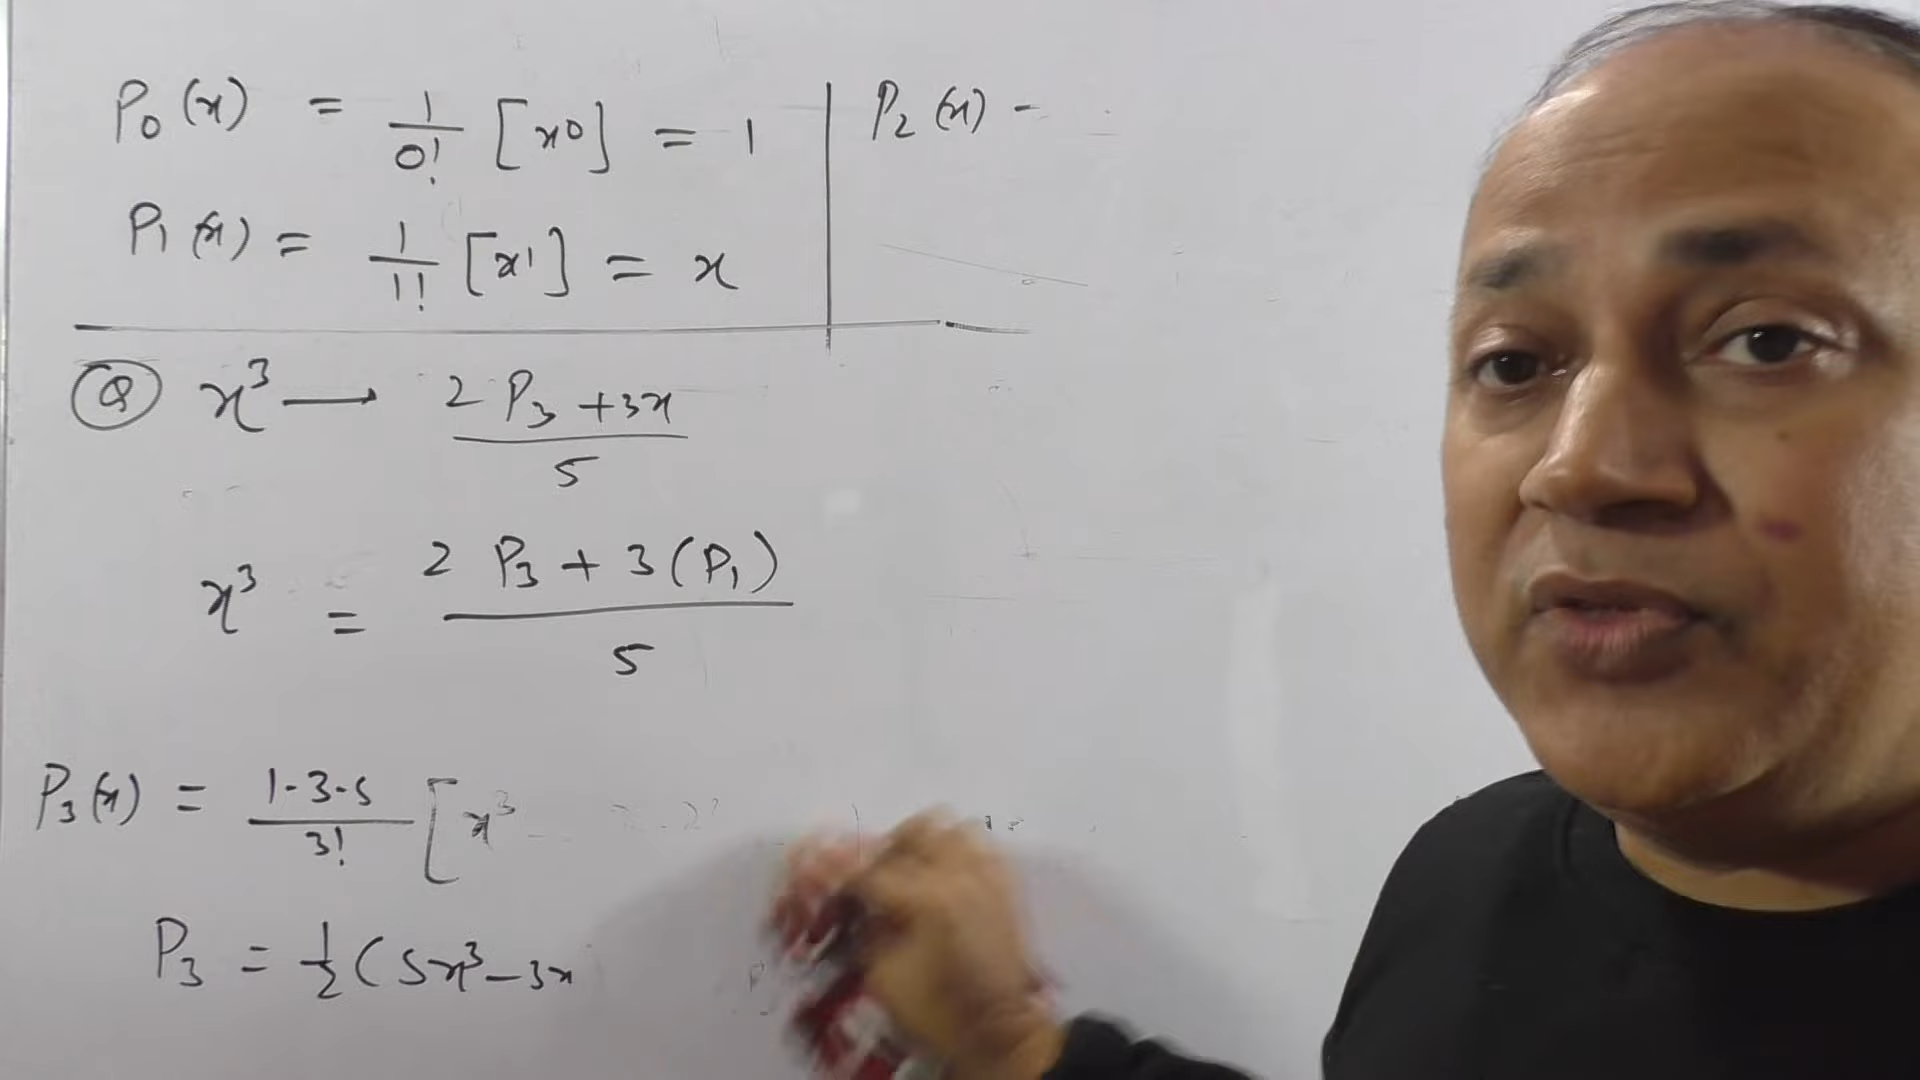 P₀(x) = 1/0! [x⁰] = 1
P₁(x) = 1/1! [x¹] = x
P₂(x) -
Q x³ → (2P₃ + 3x)/5
x³ = (2P₃ + 3(P₁))/5
P₃(x) = 1·3·5/3! [x³ -
P₃ = 1/2 (5x³ - 3x